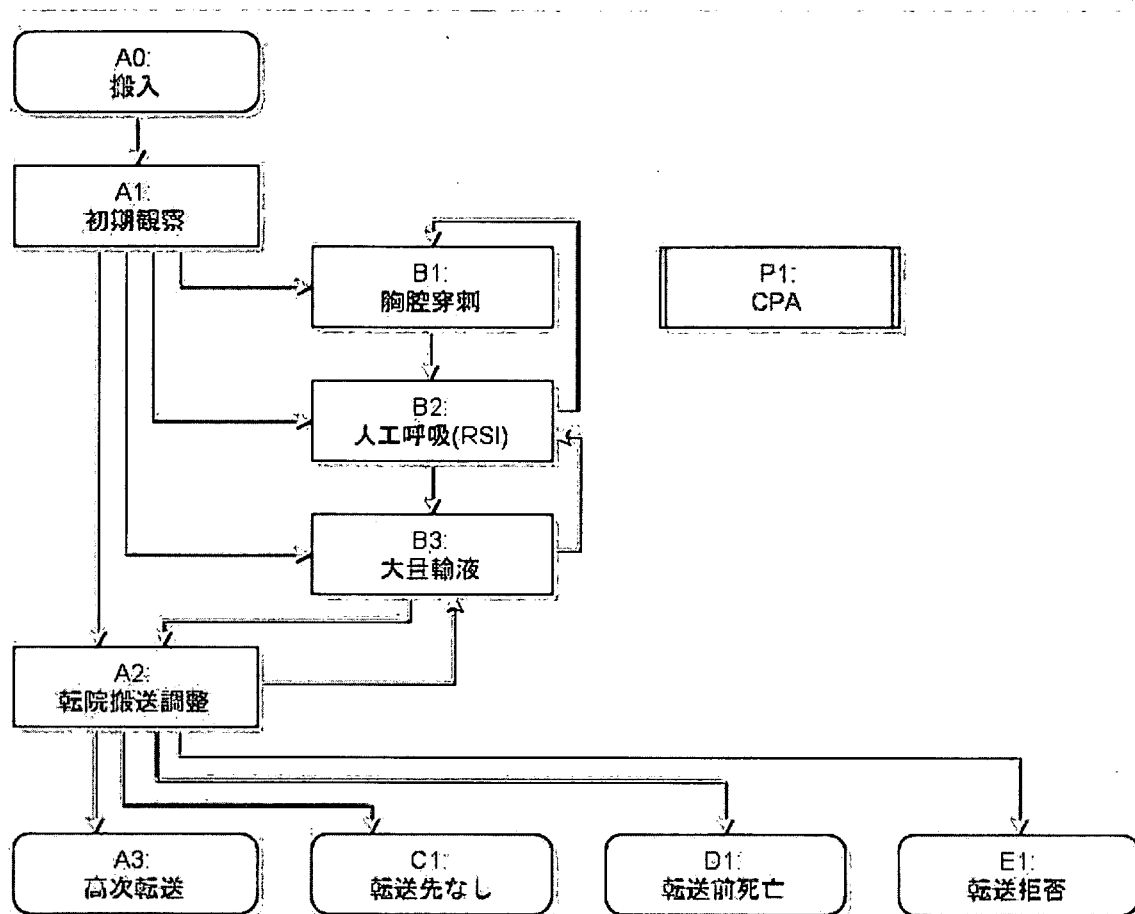 A0:
搬入
A1:
初期観察
B1:
胸腔穿刺
P1:
CPA
B2:
人工呼吸(RSI)
B3:
大量輸液
A2:
転院搬送調整
A3:
高次転送
C1:
転送先なし
D1:
転送前死亡
E1:
転送拒否